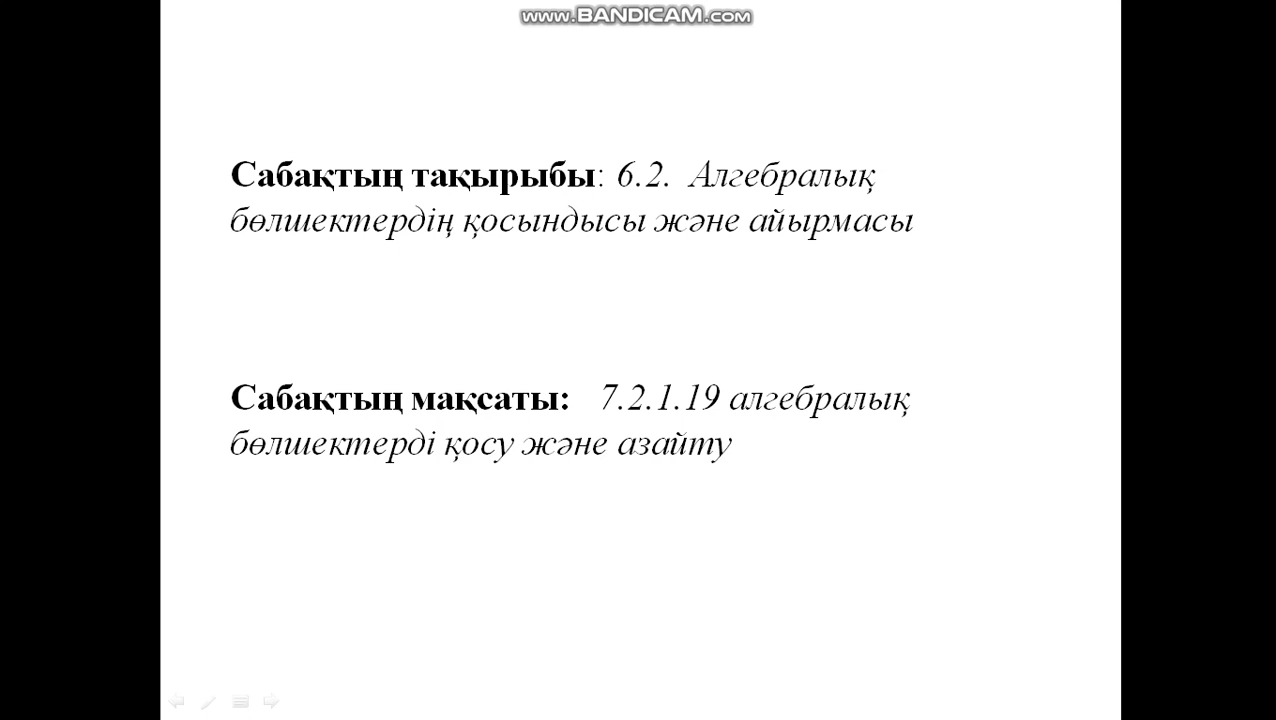 www.BANDICAM.com
Сабақтың тақырыбы: 6.2. Алгебралық
бөлшектердің қосындысы және айырмасы
Сабақтың мақсаты: 7.2.1.19 алгебралық
бөлшектерді қосу және азайту